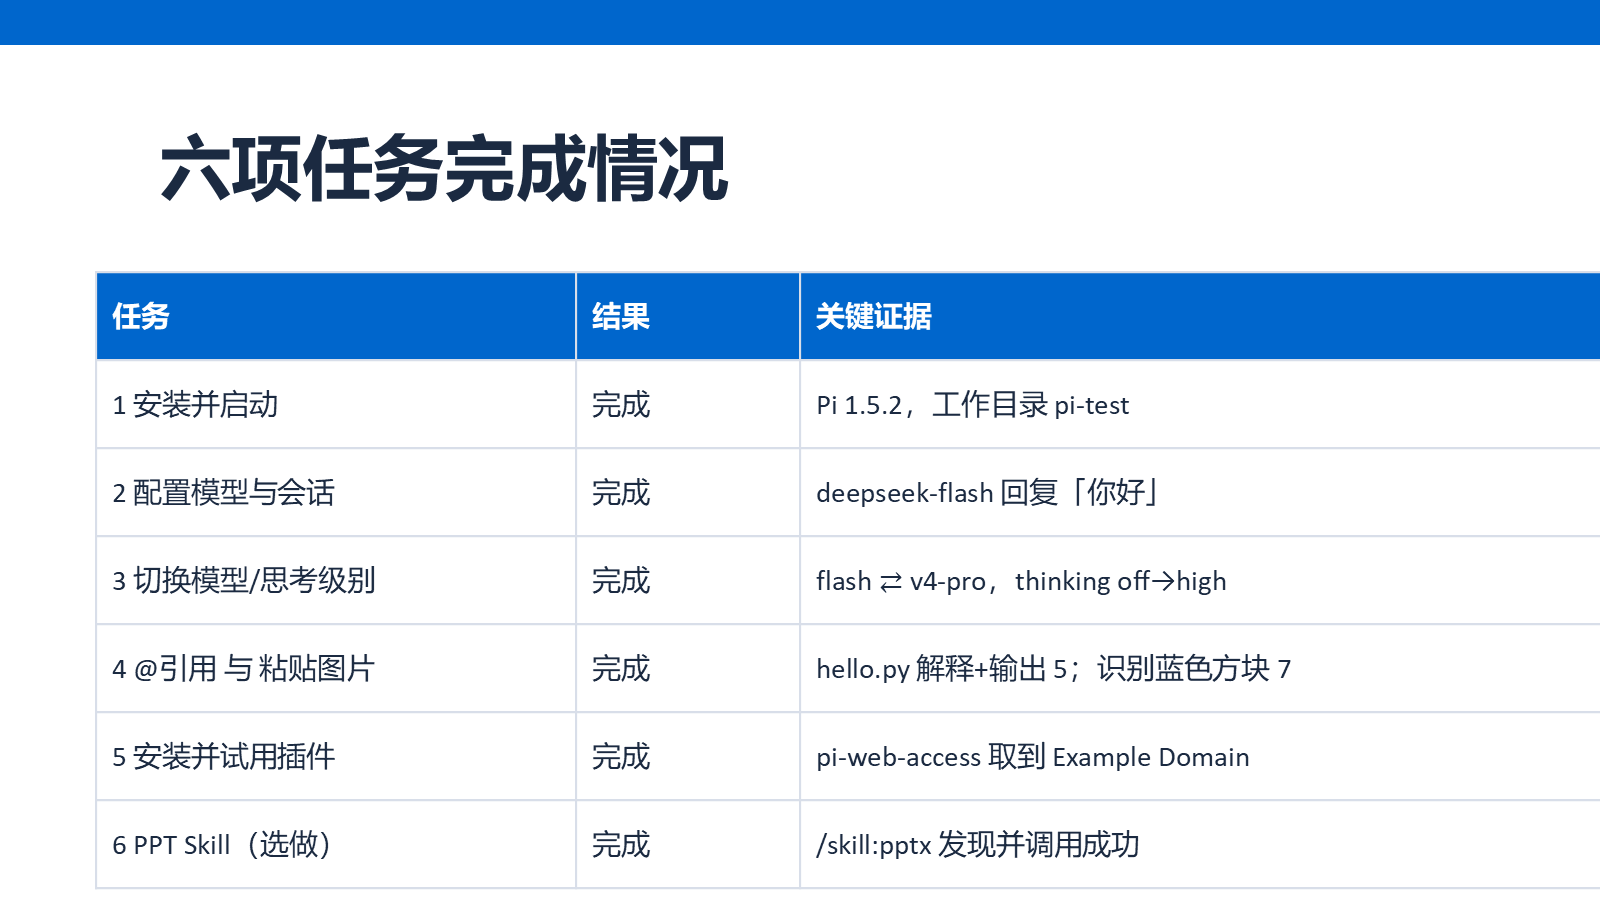 六项任务完成情况
任务 结果 关键证据
1 安装并启动 完成 Pi 1.5.2，工作目录 pi-test
2 配置模型与会话 完成 deepseek-flash 回复「你好」
3 切换模型/思考级别 完成 flash ⇄ v4-pro，thinking off→high
4 @引用 与 粘贴图片 完成 hello.py 解释+输出 5；识别蓝色方块 7
5 安装并试用插件 完成 pi-web-access 取到 Example Domain
6 PPT Skill（选做） 完成 /skill:pptx 发现并调用成功